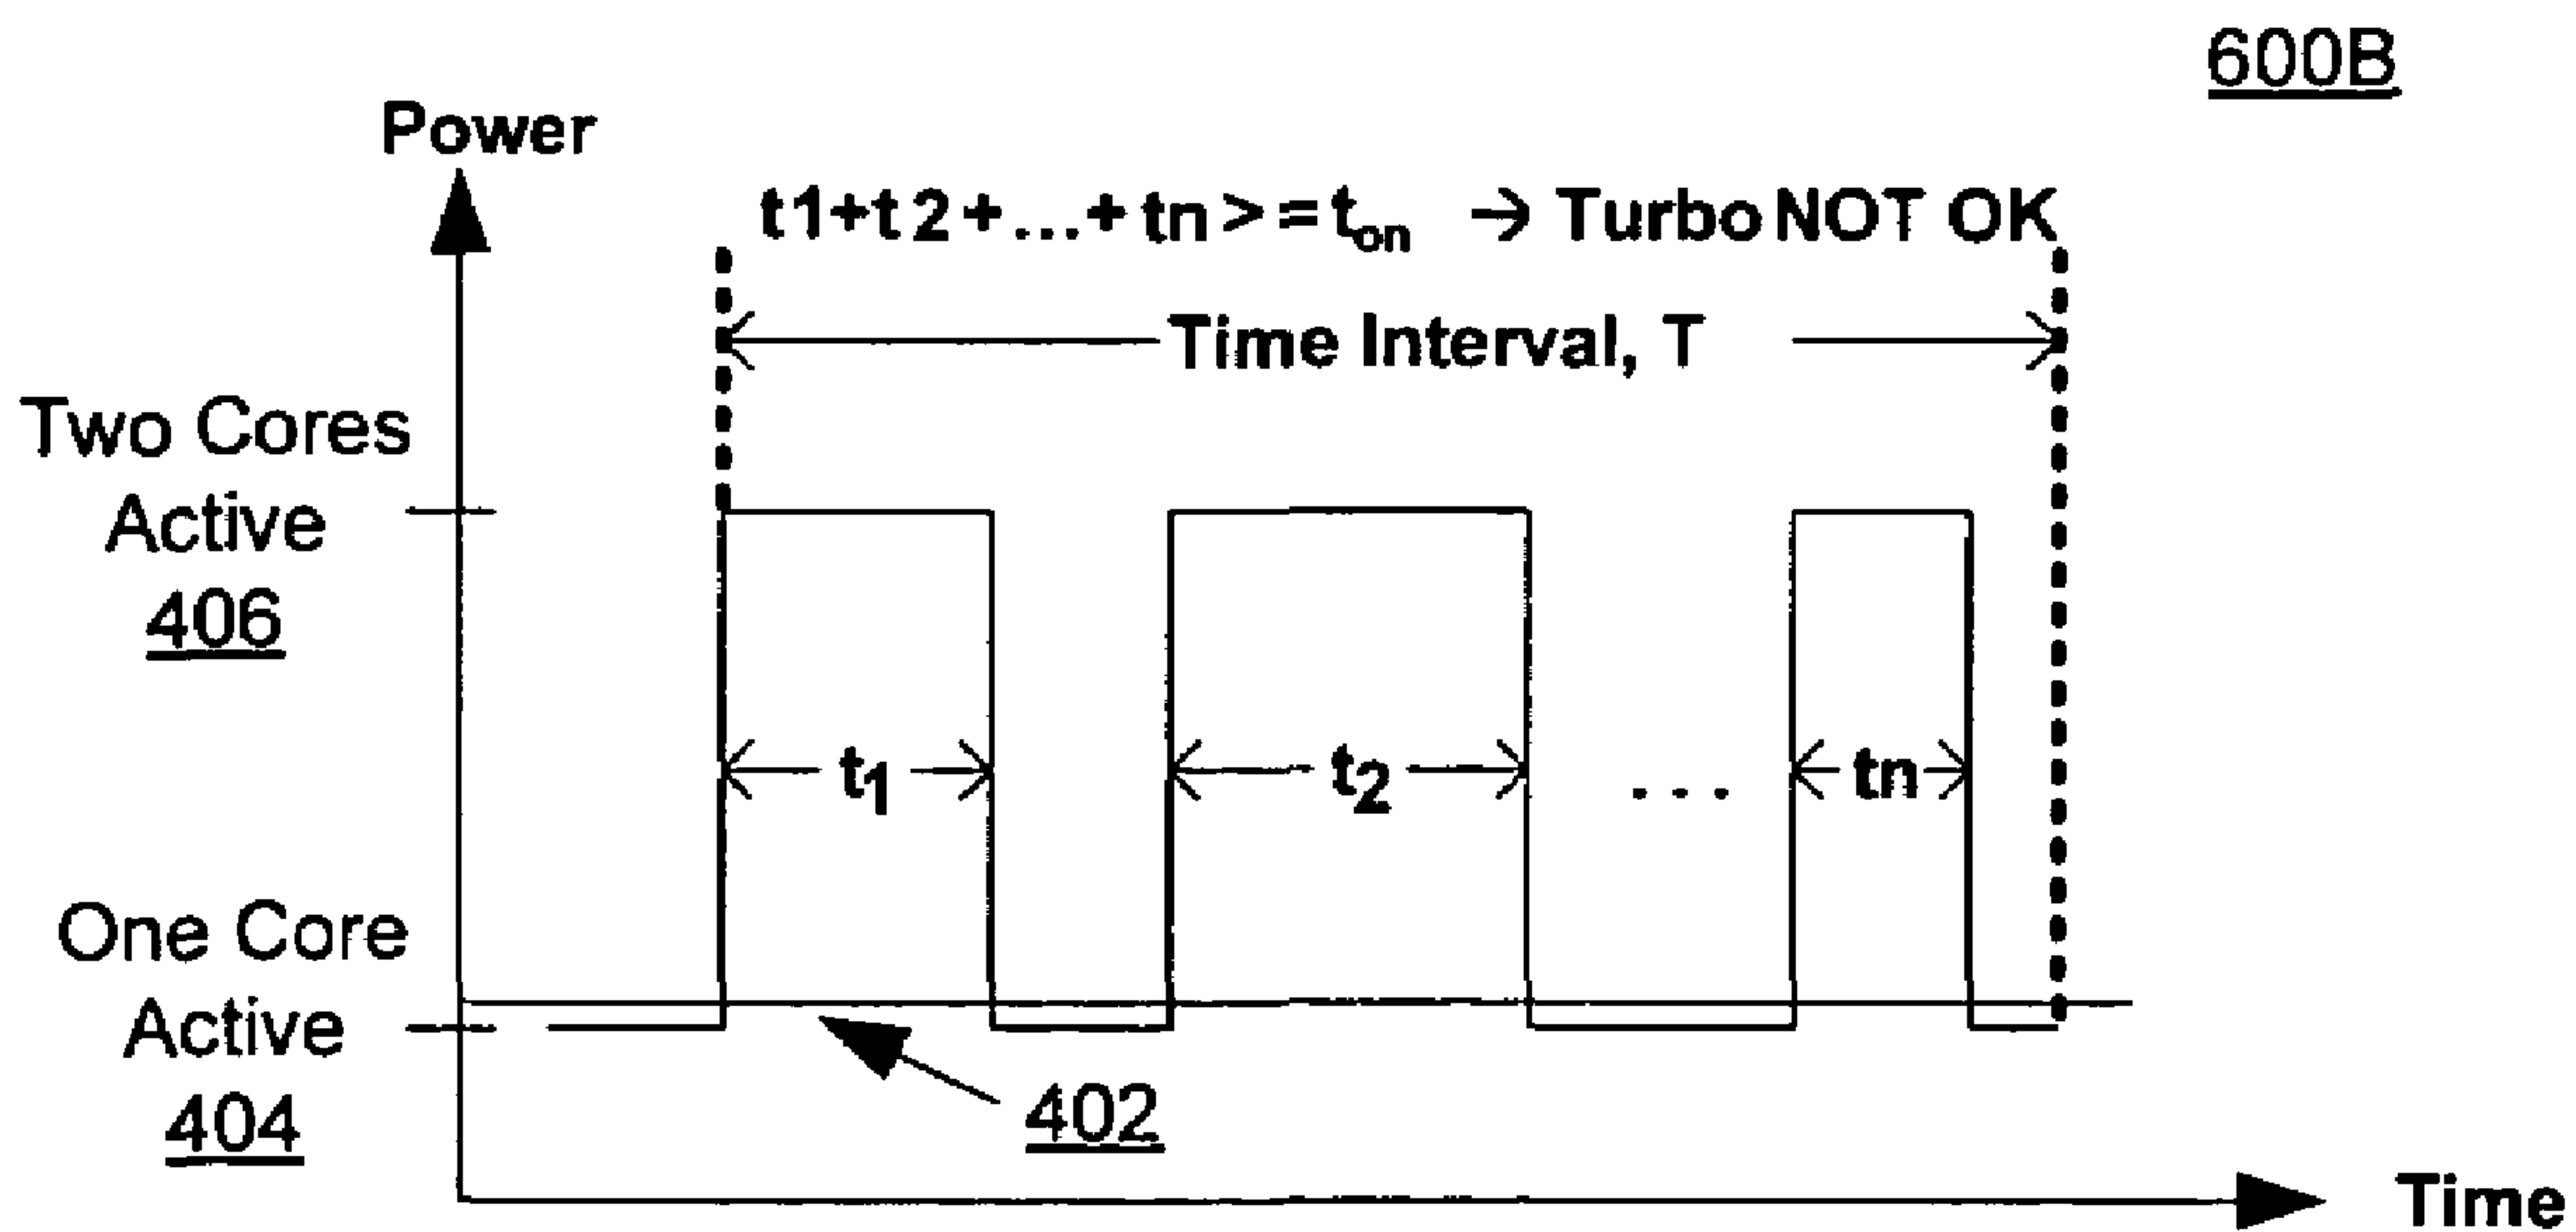 600B
Power
t1+t2+...+tn>=ton → Turbo NOT OK
Time Interval, T
Two Cores
Active
406
t1
t2
...
tn
One Core
Active
404
402
Time